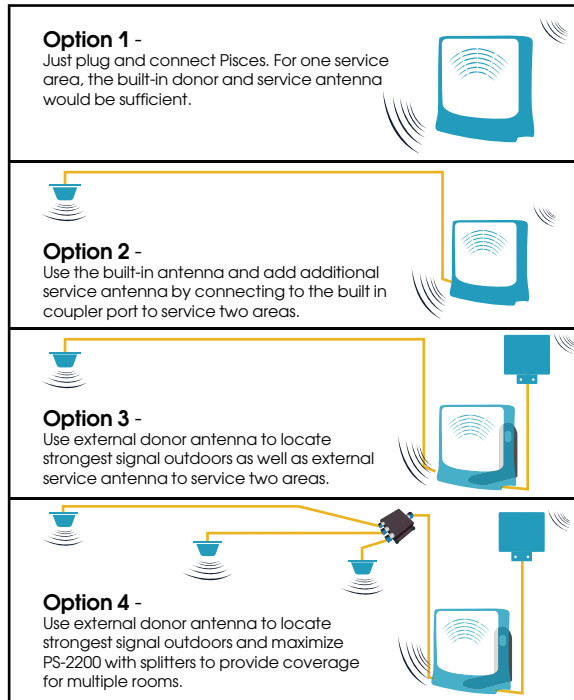 Option 1 -
Just plug and connect Pisces. For one service
area, the built-in donor and service antenna
would be sufficient.
Option 2 -
Use the built-in antenna and add additional
service antenna by connecting to the built in
coupler port to service two areas.
Option 3 -
Use external donor antenna to locate
strongest signal outdoors as well as external
service antenna to service two areas.
Option 4 -
Use external donor antenna to locate
strongest signal outdoors and maximize
PS-2200 with splitters to provide coverage
for multiple rooms.